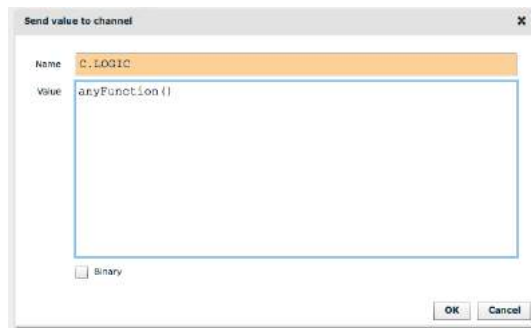 Send value to channel
Name C.LOGIC
Value anyFunction()
Binary
OK Cancel